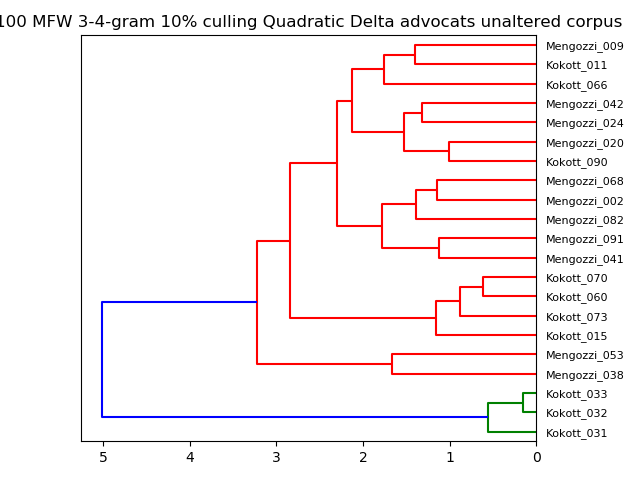 100 MFW 3-4-gram 10% culling Quadratic Delta advocats unaltered corpus
Mengozzi_009
Kokott_011
Kokott_066
Mengozzi_042
Mengozzi_024
Mengozzi_020
Kokott_090
Mengozzi_068
Mengozzi_002
Mengozzi_082
Mengozzi_091
Mengozzi_041
Kokott_070
Kokott_060
Kokott_073
Kokott_015
Mengozzi_053
Mengozzi_038
Kokott_033
Kokott_032
Kokott_031
5 4 3 2 1 0